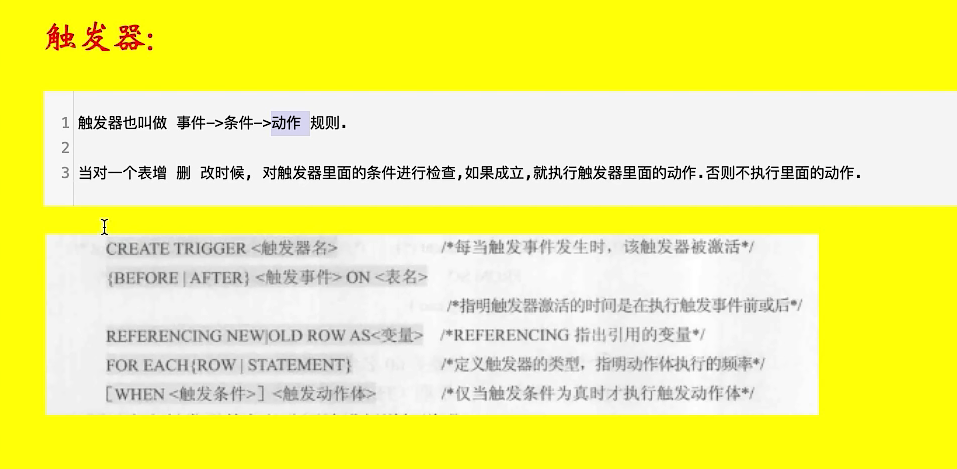 触发器:
1 触发器也叫做 事件->条件->动作 规则.
2
3 当对一个表增 删 改时候, 对触发器里面的条件进行检查,如果成立,就执行触发器里面的动作.否则不执行里面的动作.
CREATE TRIGGER <触发器名> /*每当触发事件发生时，该触发器被激活*/
{BEFORE | AFTER} <触发事件> ON <表名>
/*指明触发器激活的时间是在执行触发事件前或后*/
REFERENCING NEW|OLD ROW AS<变量> /*REFERENCING 指出引用的变量*/
FOR EACH{ROW | STATEMENT} /*定义触发器的类型，指明动作体执行的频率*/
［WHEN <触发条件>］<触发动作体> /*仅当触发条件为真时才执行触发动作体*/